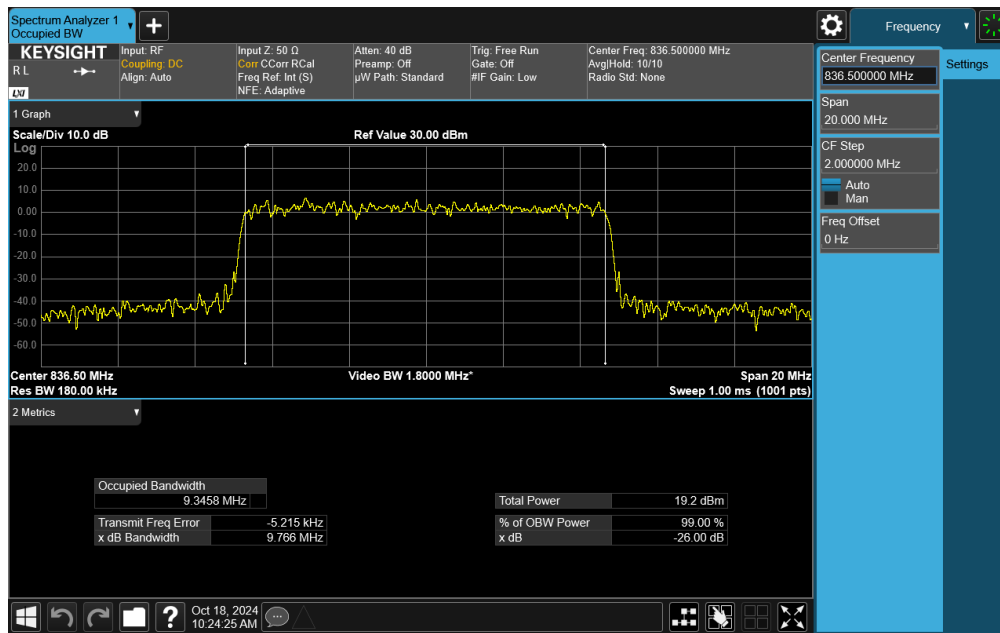 Spectrum Analyzer 1
Occupied BW
Frequency
KEYSIGHT
R L
LXI
Input: RF
Coupling: DC
Align: Auto
Input Z: 50 Ω
Corr CCorr RCal
Freq Ref: Int (S)
NFE: Adaptive
Atten: 40 dB
Preamp: Off
µW Path: Standard
Trig: Free Run
Gate: Off
#IF Gain: Low
Center Freq: 836.500000 MHz
Avg|Hold: 10/10
Radio Std: None
Center Frequency
836.500000 MHz
Settings
Span
20.000 MHz
CF Step
2.000000 MHz
Auto
Man
Freq Offset
0 Hz
1 Graph
Scale/Div 10.0 dB
Ref Value 30.00 dBm
Log
20.0
10.0
0.00
-10.0
-20.0
-30.0
-40.0
-50.0
-60.0
Center 836.50 MHz
Video BW 1.8000 MHz*
Span 20 MHz
Res BW 180.00 kHz
Sweep 1.00 ms (1001 pts)
2 Metrics
Occupied Bandwidth
9.3458 MHz
Transmit Freq Error -5.215 kHz
x dB Bandwidth 9.766 MHz
Total Power 19.2 dBm
% of OBW Power 99.00 %
x dB -26.00 dB
Oct 18, 2024
10:24:25 AM